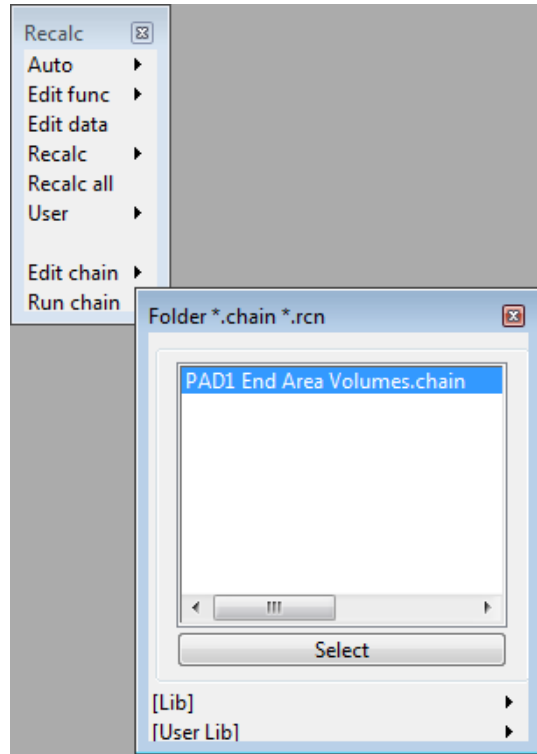 Recalc
Auto
Edit func
Edit data
Recalc
Recalc all
User
Edit chain
Run chain
Folder *.chain *.rcn
PAD1 End Area Volumes.chain
Select
[Lib]
[User Lib]